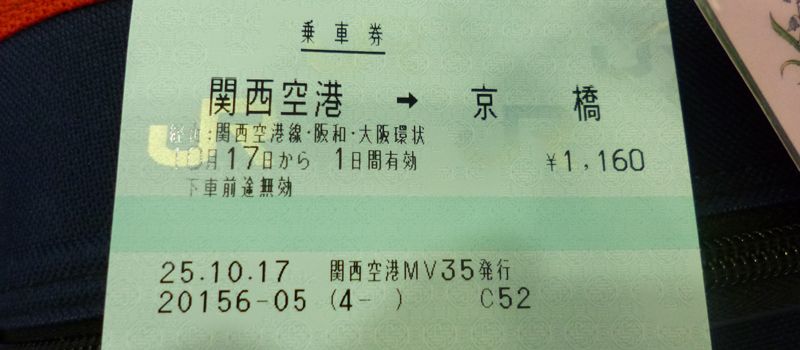 乗車券
関西空港 → 京橋
経由:関西空港線・阪和・大阪環状
10月17日から 1日間有効 ¥1,160
下車前途無効
25.10.17 関西空港MV35発行
20156-05 (4- ) C52